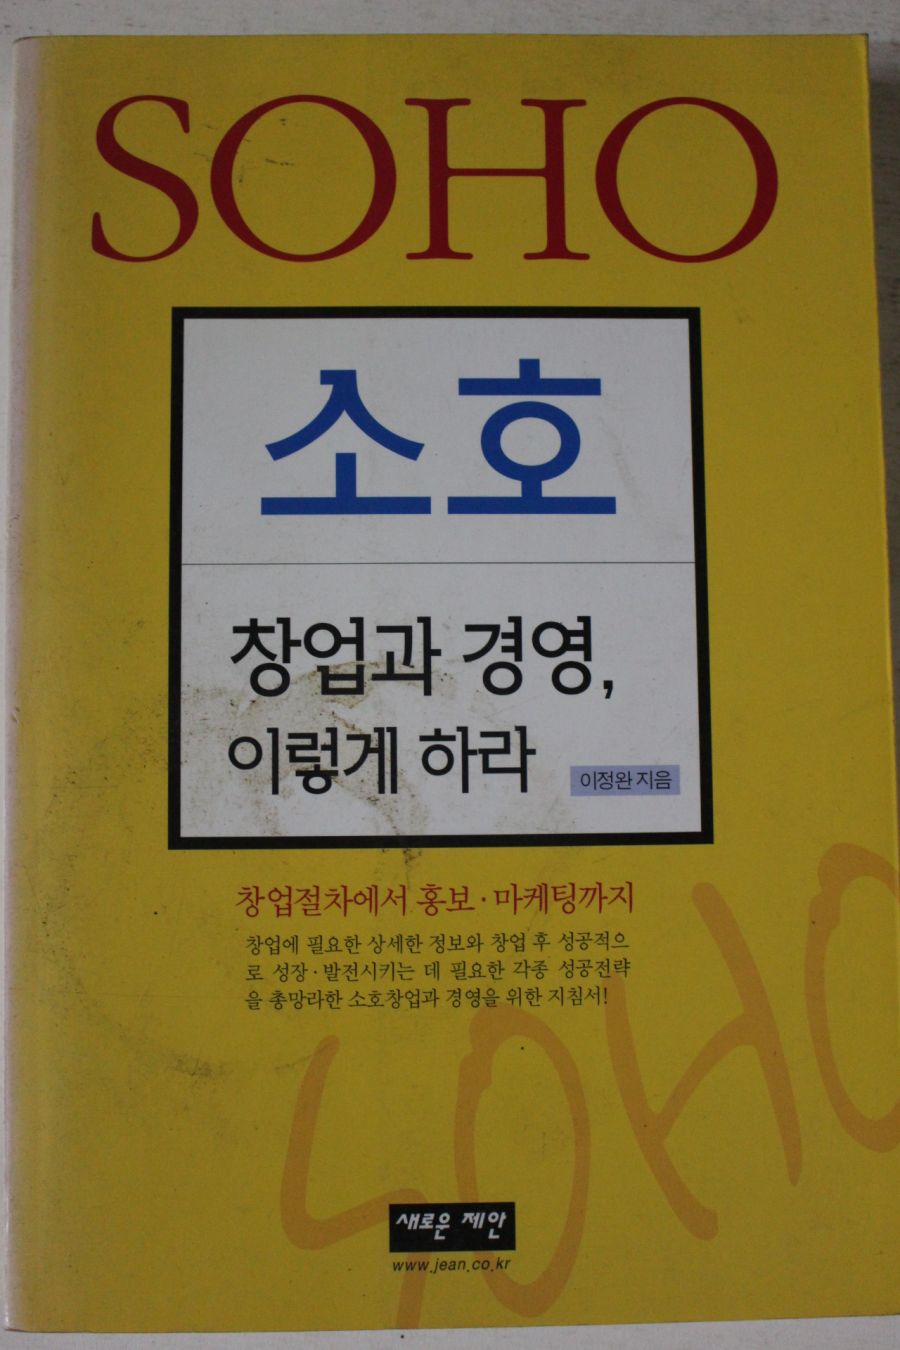 SOHO
소호
창업과 경영,
이렇게 하라
이정완 지음
창업절차에서 홍보·마케팅까지
창업에 필요한 상세한 정보와 창업 후 성공적으
로 성장·발전시키는 데 필요한 각종 성공전략
을 총망라한 소호창업과 경영을 위한 지침서!
SOHO
새로운 제안
www.jean.co.kr